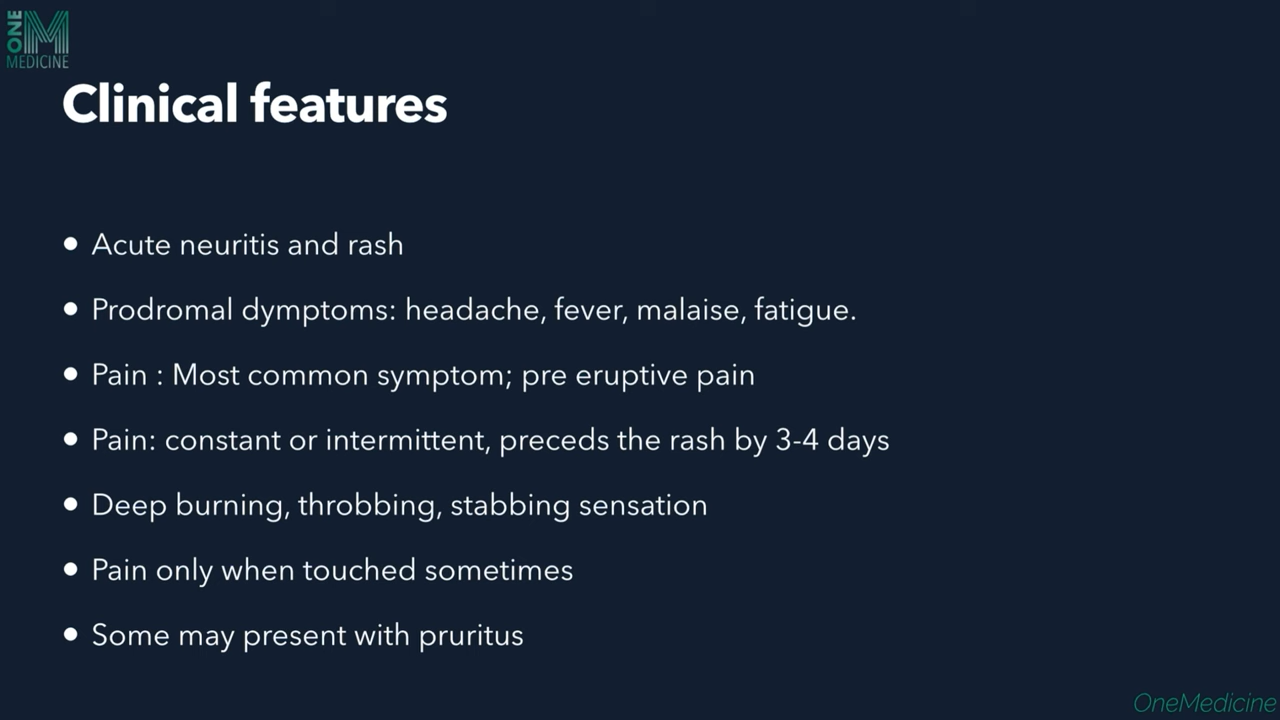 ONE
MEDICINE
Clinical features
• Acute neuritis and rash
• Prodromal dymptoms: headache, fever, malaise, fatigue.
• Pain : Most common symptom; pre eruptive pain
• Pain: constant or intermittent, preceds the rash by 3-4 days
• Deep burning, throbbing, stabbing sensation
• Pain only when touched sometimes
• Some may present with pruritus
OneMedicine